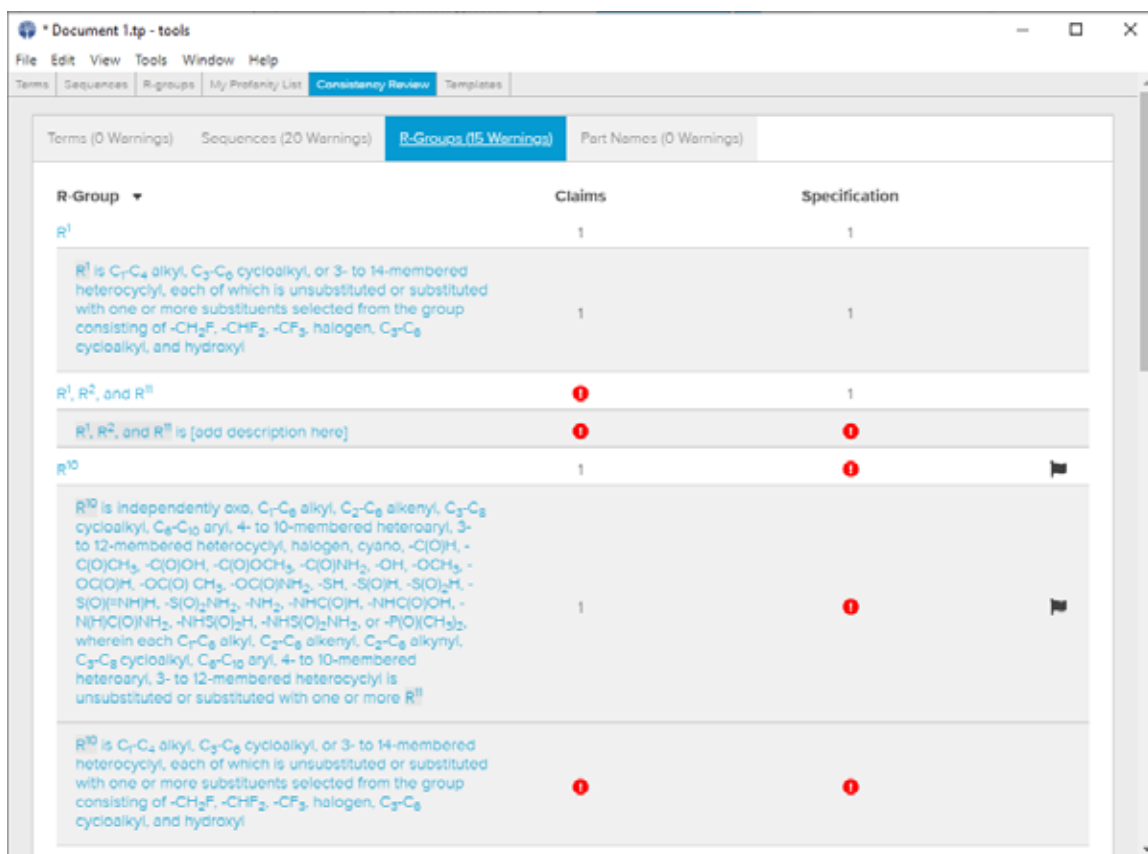 * Document 1.tp - tools
File Edit View Tools Window Help
Terms Sequences R-groups My Profanity List Consistency Review Templates
Terms (0 Warnings) Sequences (20 Warnings) R-Groups (15 Warnings) Part Names (0 Warnings)
R-Group Claims Specification
R¹ 1 1
R¹ is C₁-C₄ alkyl, C₃-C₆ cycloalkyl, or 3- to 14-membered
heterocyclyl, each of which is unsubstituted or substituted
with one or more substituents selected from the group
consisting of -CH₂F, -CHF₂, -CF₃, halogen, C₃-C₆
cycloalkyl, and hydroxyl
1 1
R¹, R², and R¹¹ 1
R¹, R², and R¹¹ is [add description here]
R¹⁰ 1
R¹⁰ is independently oxo, C₁-C₆ alkyl, C₂-C₆ alkenyl, C₃-C₈
cycloalkyl, C₆-C₁₀ aryl, 4- to 10-membered heteroaryl, 3-
to 12-membered heterocyclyl, halogen, cyano, -C(O)H, -
C(O)CH₃, -C(O)OH, -C(O)OCH₃, -C(O)NH₂, -OH, -OCH₃, -
OC(O)H, -OC(O) CH₃, -OC(O)NH₂, -SH, -S(O)H, -S(O)₂H, -
S(O)(=NH)H, -S(O)₂NH₂, -NH₂, -NHC(O)H, -NHC(O)OH, -
N(H)C(O)NH₂, -NHS(O)₂H, -NHS(O)₂NH₂, or -P(O)(CH₃)₂,
wherein each C₁-C₆ alkyl, C₂-C₆ alkenyl, C₂-C₆ alkynyl,
C₃-C₈ cycloalkyl, C₆-C₁₀ aryl, 4- to 10-membered
heteroaryl, 3- to 12-membered heterocyclyl is
unsubstituted or substituted with one or more R¹¹
1
R¹⁰ is C₁-C₄ alkyl, C₃-C₆ cycloalkyl, or 3- to 14-membered
heterocyclyl, each of which is unsubstituted or substituted
with one or more substituents selected from the group
consisting of -CH₂F, -CHF₂, -CF₃, halogen, C₃-C₆
cycloalkyl, and hydroxyl